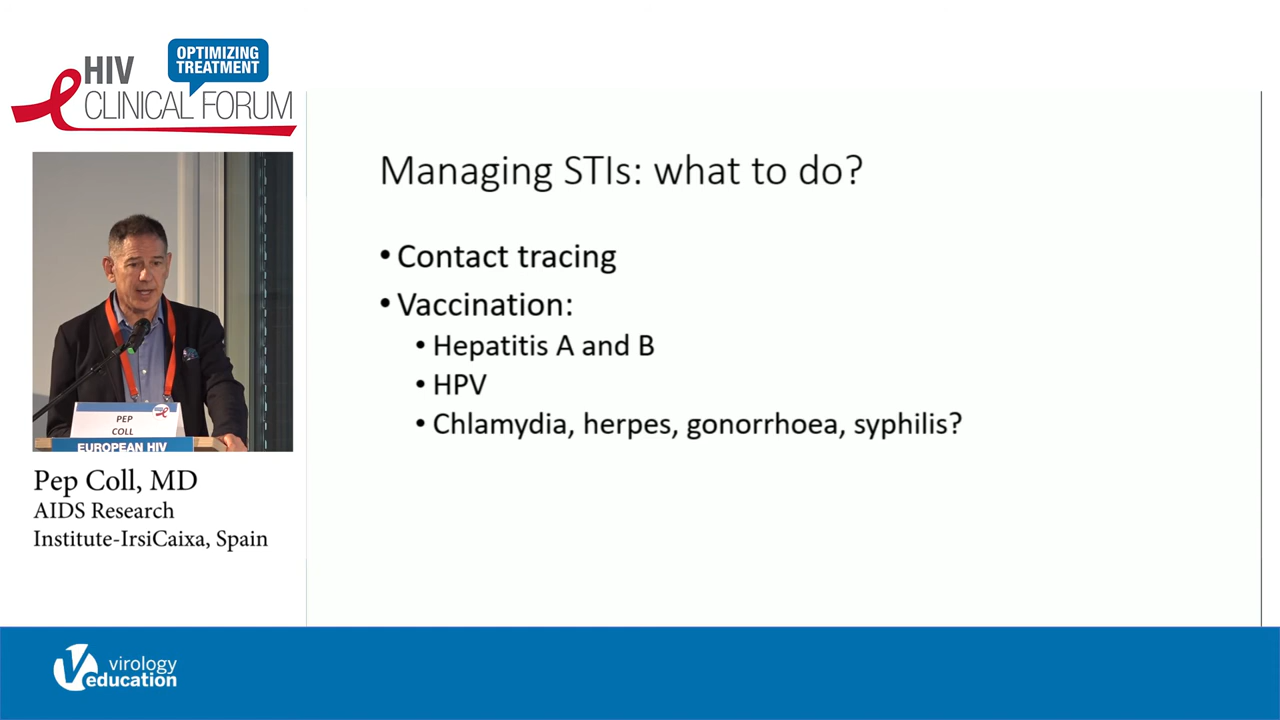 OPTIMIZING
TREATMENT
HIV
CLINICAL FORUM
Managing STIs: what to do?
• Contact tracing
• Vaccination:
• Hepatitis A and B
• HPV
• Chlamydia, herpes, gonorrhoea, syphilis?
PEP
COLL
EUROPEAN HIV
Pep Coll, MD
AIDS Research
Institute-IrsiCaixa, Spain
virology
education